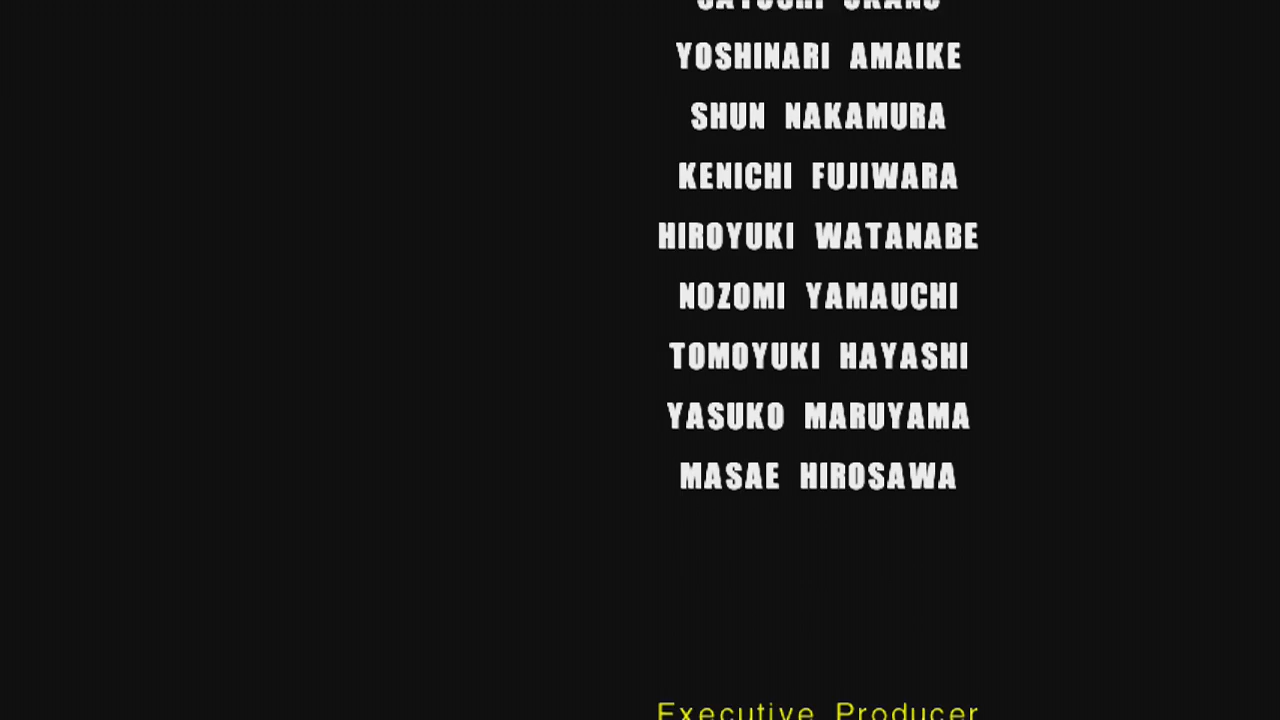 YOSHINARI AMAIKE
SHUN NAKAMURA
KENICHI FUJIWARA
HIROYUKI WATANABE
NOZOMI YAMAUCHI
TOMOYUKI HAYASHI
YASUKO MARUYAMA
MASAE HIROSAWA
Executive Producer